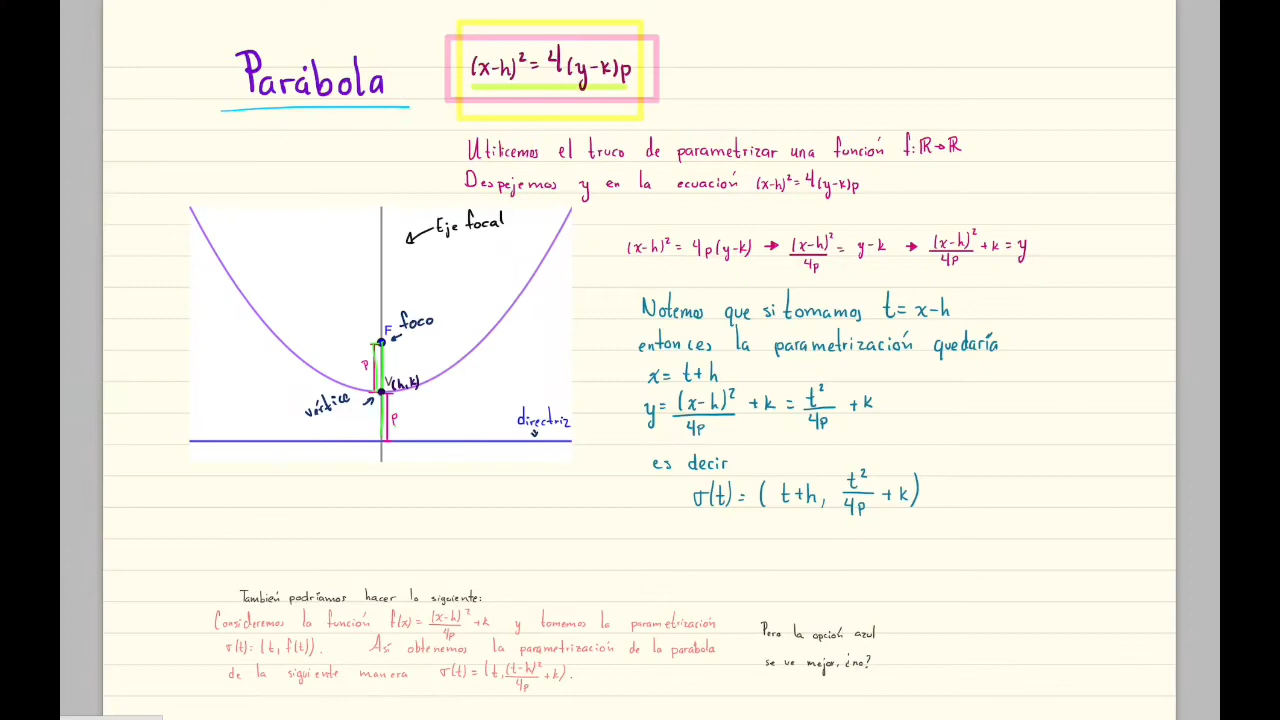 Parábola
(x-h)² = 4(y-k)p
Utilicemos el truco de parametrizar una función f:ℝ→ℝ
Despejemos y en la ecuación (x-h)²=4(y-k)p
Eje focal
F
foco
p
V(h,k)
vértice
p
directriz
(x-h)² = 4p(y-k) → (x-h)²/4p = y-k → (x-h)²/4p + k = y
Notemos que si tomamos t = x-h
entonces la parametrización quedaría
x = t+h
y = (x-h)²/4p + k = t²/4p + k
es decir
σ(t) = ( t+h, t²/4p + k)
También podríamos hacer lo siguiente:
Consideremos la función f(x) = (x-h)²/4p + k y tomemos la parametrización
σ(t) = (t, f(t)). Así obtenemos la parametrización de la parábola
de la siguiente manera σ(t) = (t, (t-h)²/4p + k).
Pero la opción azul
se ve mejor, ¿no?